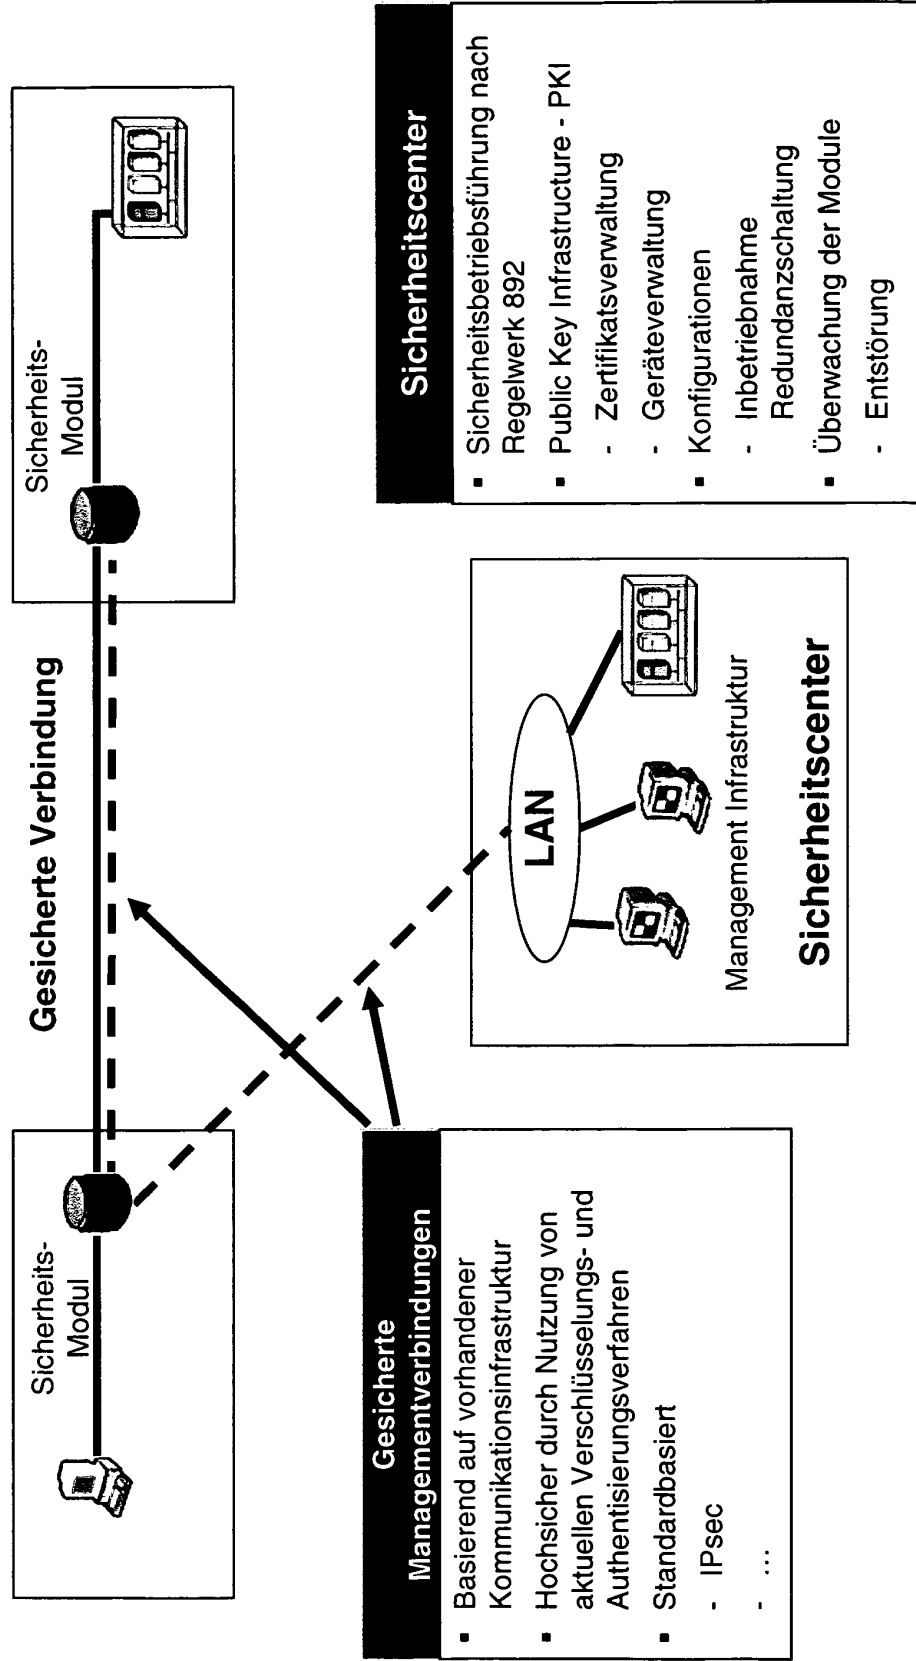 Sicherheits-
Modul
Gesicherte Verbindung
Sicherheits-
Modul
Gesicherte
Managementverbindungen
▪ Basierend auf vorhandener
Kommunikationsinfrastruktur
▪ Hochsicher durch Nutzung von
aktuellen Verschlüsselungs- und
Authentisierungsverfahren
▪ Standardbasiert
- IPsec
- ...
LAN
Management Infrastruktur
Sicherheitscenter
Sicherheitscenter
▪ Sicherheitsbetriebsführung nach
Regelwerk 892
▪ Public Key Infrastructure - PKI
- Zertifikatsverwaltung
- Geräteverwaltung
▪ Konfigurationen
- Inbetriebnahme
Redundanzschaltung
▪ Überwachung der Module
- Entstörung